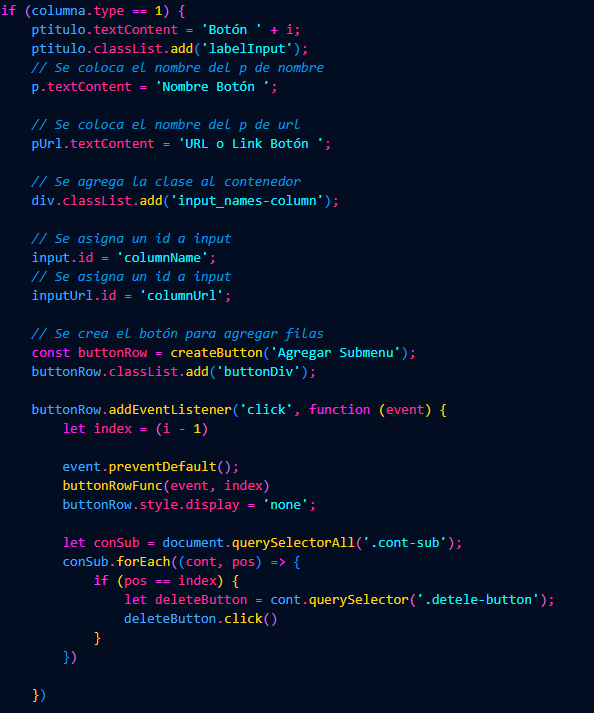 if (columna.type == 1) {
ptitulo.textContent = 'Botón ' + i;
ptitulo.classList.add('labelInput');
// Se coloca el nombre del p de nombre
p.textContent = 'Nombre Botón ';
// Se coloca el nombre del p de url
pUrl.textContent = 'URL o Link Botón ';
// Se agrega la clase al contenedor
div.classList.add('input_names-column');
// Se asigna un id a input
input.id = 'columnName';
// Se asigna un id a input
inputUrl.id = 'columnUrl';
// Se crea el botón para agregar filas
const buttonRow = createButton('Agregar Submenu');
buttonRow.classList.add('buttonDiv');
buttonRow.addEventListener('click', function (event) {
let index = (i - 1)
event.preventDefault();
buttonRowFunc(event, index)
buttonRow.style.display = 'none';
let conSub = document.querySelectorAll('.cont-sub');
conSub.forEach((cont, pos) => {
if (pos == index) {
let deleteButton = cont.querySelector('.detele-button');
deleteButton.click()
}
})
})